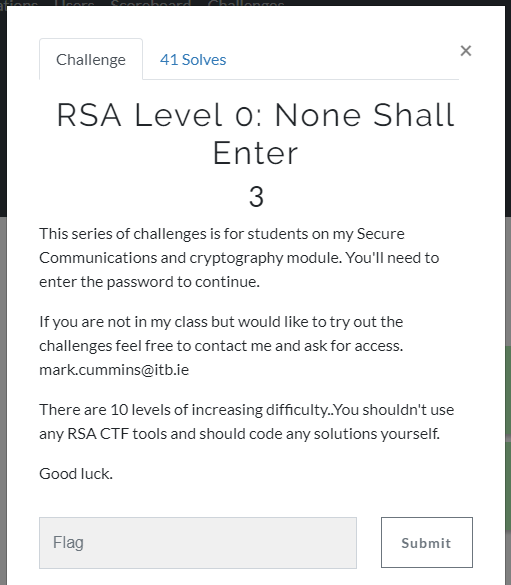 Users Scoreboard Challenges
Challenge
41 Solves
×
RSA Level 0: None Shall
Enter
3
This series of challenges is for students on my Secure
Communications and cryptography module. You'll need to
enter the password to continue.
If you are not in my class but would like to try out the
challenges feel free to contact me and ask for access.
mark.cummins@itb.ie
There are 10 levels of increasing difficulty..You shouldn't use
any RSA CTF tools and should code any solutions yourself.
Good luck.
Flag
Submit